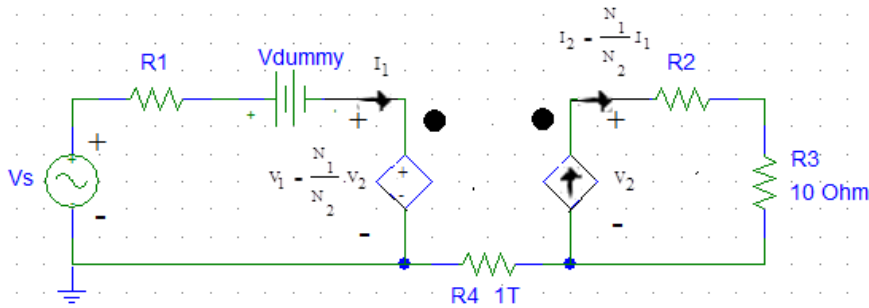 R1
Vdummy
I₁
I₂ = N₁/N₂ I₁
R2
+
+
+
+
+
Vs
-
V₁ = N₁/N₂ .V₂
+
-
V₂
R3
10 Ohm
-
-
R4 1T